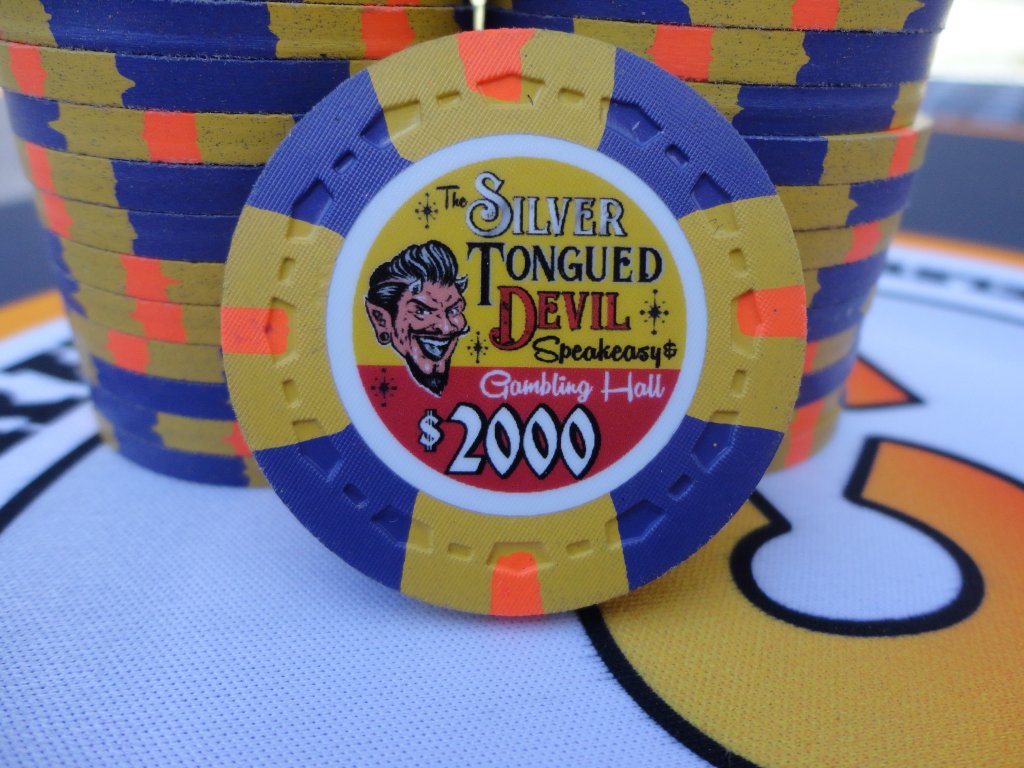 The SILVER
TONGUED
DEVIL
Speakeasy$
Gambling Hall
$2000